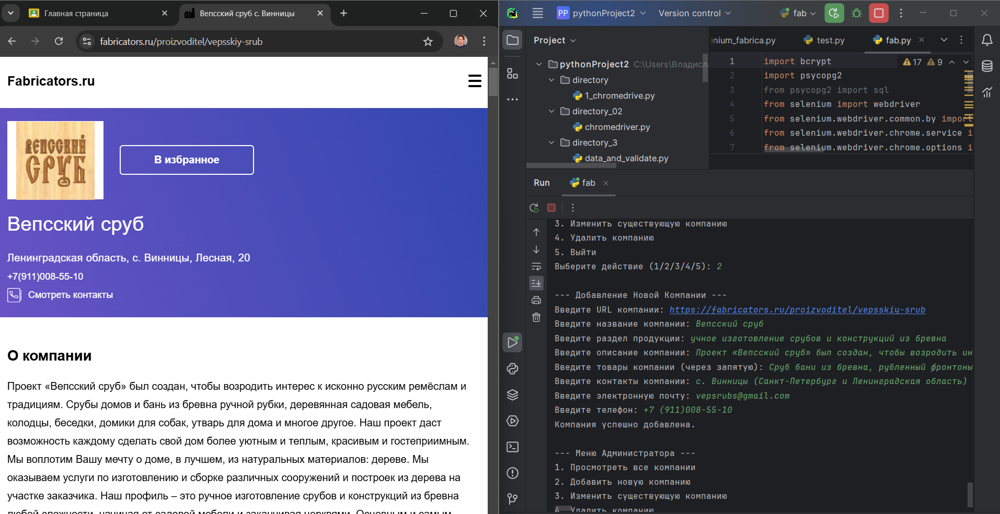 Главная страница
Вепсский сруб с. Винницы
fabricators.ru/proizvoditel/vepsskiy-srub
Fabricators.ru
ВЕПССКИЙ
СРУБ
В избранное
Вепсский сруб
Ленинградская область, с. Винницы, Лесная, 20
+7(911)008-55-10
Смотреть контакты
О компании
Проект «Вепсский сруб» был создан, чтобы возродить интерес к исконно русским ремёслам и
традициям. Срубы домов и бань из бревна ручной рубки, деревянная садовая мебель,
колодцы, беседки, домики для собак, утварь для дома и многое другое. Наш проект даст
возможность каждому сделать свой дом более уютным и теплым, красивым и гостеприимным.
Мы воплотим Вашу мечту о доме, в лучшем, из натуральных материалов: дереве. Мы
оказываем услуги по изготовлению и сборке различных сооружений и построек из дерева на
участке заказчика. Наш профиль – это ручное изготовление срубов и конструкций из бревна
любой сложности, начиная от садовой мебели и заканчивая церквями. Основным и самым
PC
PP pythonProject2
Version control
fab
Project
enium_fabrica.py
test.py
fab.py
pythonProject2 C:\Users\Владисл
directory
1_chromedrive.py
directory_02
chromedriver.py
directory_3
data_and_validate.py
17 9
1 import bcrypt
2 import psycopg2
3 from psycopg2 import sql
4 from selenium import webdriver
5 from selenium.webdriver.common.by import
6 from selenium.webdriver.chrome.service i
7 from selenium.webdriver.chrome.options i
Run
fab
3. Изменить существующую компанию
4. Удалить компанию
5. Выйти
Выберите действие (1/2/3/4/5): 2
--- Добавление Новой Компании ---
Введите URL компании: https://fabricators.ru/proizvoditel/vepsskiy-srub
Введите название компании: Вепсский сруб
Введите раздел продукции: учное изготовление срубов и конструкций из бревна
Введите описание компании: Проект «Вепсский сруб» был создан, чтобы возродить ин
Введите товары компании (через запятую): Сруб бани из бревна, рубленный фронтоны
Введите контакты компании: с. Винницы (Санкт-Петербург и Ленинградская область)
Введите электронную почту: vepsrubs@gmail.com
Введите телефон: +7 (911)008-55-10
Компания успешно добавлена.
--- Меню Администратора ---
1. Просмотреть все компании
2. Добавить новую компанию
3. Изменить существующую компанию
4. Удалить компанию